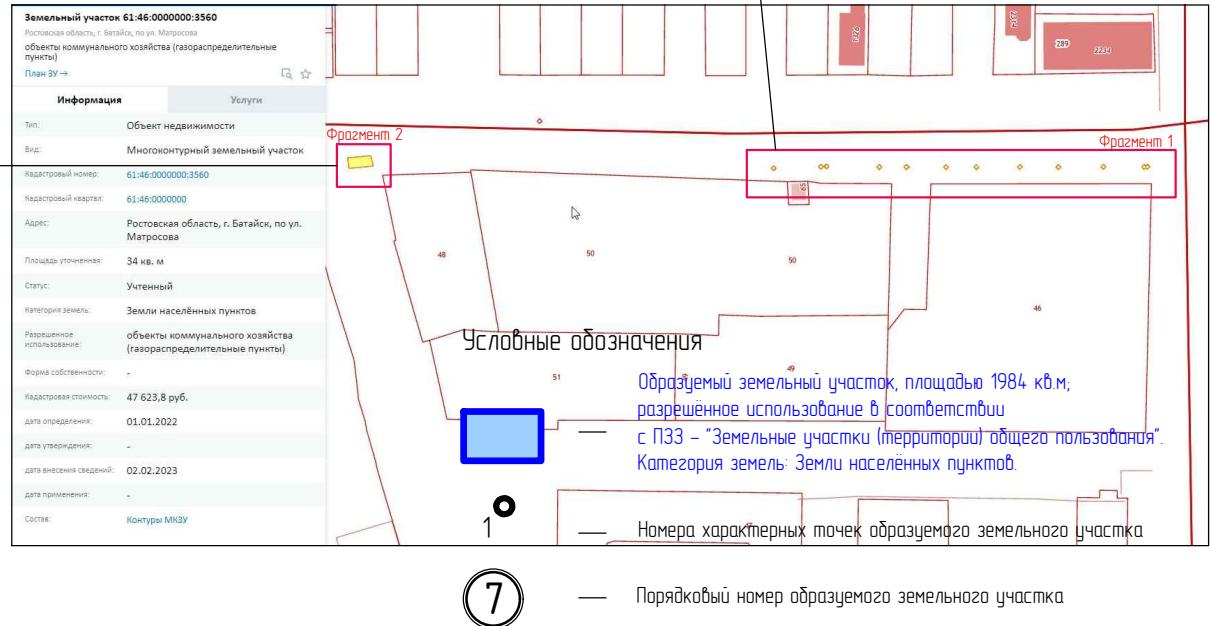 Земельный участок 61:46:0000000:3560
Ростовская область, г. Батайск, по ул. Матросова
объекты коммунального хозяйства (газораспределительные
пункты)
План ЗУ →
Информация
Услуги
Тип:
Объект недвижимости
Вид:
Многоконтурный земельный участок
Кадастровый номер:
61:46:0000000:3560
Кадастровый квартал:
61:46:0000000
Адрес:
Ростовская область, г. Батайск, по ул.
Матросова
Площадь уточненная:
34 кв. м
Статус:
Учтенный
Категория земель:
Земли населённых пунктов
Разрешенное
использование:
объекты коммунального хозяйства
(газораспределительные пункты)
Форма собственности:
-
Кадастровая стоимость:
47 623,8 руб.
дата определения:
01.01.2022
дата утверждения:
-
дата внесения сведений:
02.02.2023
дата применения:
-
Состав:
Контуры МКЗУ
289
2234
Фрагмент 2
Фрагмент 1
65
48
50
50
46
51
49
Условные обозначения
Образуемый земельный участок, площадью 1984 кв.м;
разрешённое использование в соответствии
с ПЗЗ – "Земельные участки (территории) общего пользования".
Категория земель: Земли населённых пунктов.
1
— Номера характерных точек образуемого земельного участка
7
— Порядковый номер образуемого земельного участка